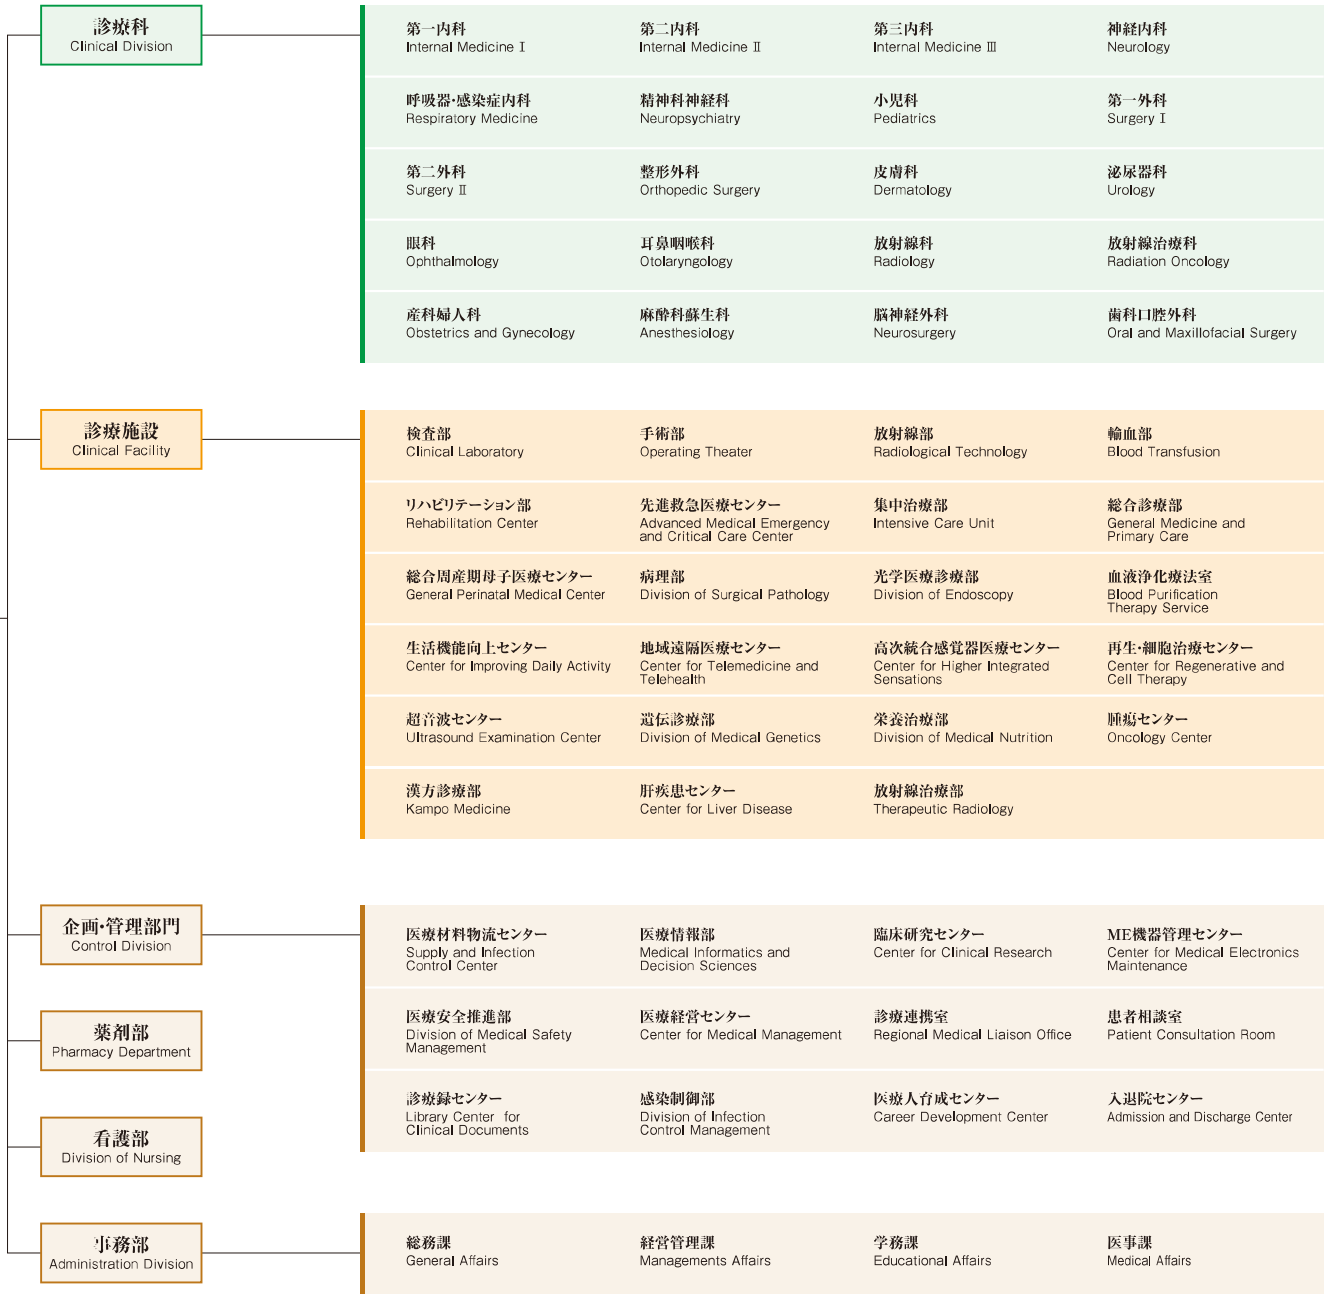 診療科
Clinical Division
第一内科
Internal Medicine Ⅰ
第二内科
Internal Medicine Ⅱ
第三内科
Internal Medicine Ⅲ
神経内科
Neurology
呼吸器・感染症内科
Respiratory Medicine
精神科神経科
Neuropsychiatry
小児科
Pediatrics
第一外科
Surgery Ⅰ
第二外科
Surgery Ⅱ
整形外科
Orthopedic Surgery
皮膚科
Dermatology
泌尿器科
Urology
眼科
Ophthalmology
耳鼻咽喉科
Otolaryngology
放射線科
Radiology
放射線治療科
Radiation Oncology
産科婦人科
Obstetrics and Gynecology
麻酔科蘇生科
Anesthesiology
脳神経外科
Neurosurgery
歯科口腔外科
Oral and Maxillofacial Surgery
診療施設
Clinical Facility
検査部
Clinical Laboratory
手術部
Operating Theater
放射線部
Radiological Technology
輸血部
Blood Transfusion
リハビリテーション部
Rehabilitation Center
先進救急医療センター
Advanced Medical Emergency
and Critical Care Center
集中治療部
Intensive Care Unit
総合診療部
General Medicine and
Primary Care
総合周産期母子医療センター
General Perinatal Medical Center
病理部
Division of Surgical Pathology
光学医療診療部
Division of Endoscopy
血液浄化療法室
Blood Purification
Therapy Service
生活機能向上センター
Center for Improving Daily Activity
地域遠隔医療センター
Center for Telemedicine and
Telehealth
高次統合感覚器医療センター
Center for Higher Integrated
Sensations
再生・細胞治療センター
Center for Regenerative and
Cell Therapy
超音波センター
Ultrasound Examination Center
遺伝診療部
Division of Medical Genetics
栄養治療部
Division of Medical Nutrition
腫瘍センター
Oncology Center
漢方診療部
Kampo Medicine
肝疾患センター
Center for Liver Disease
放射線治療部
Therapeutic Radiology
企画・管理部門
Control Division
医療材料物流センター
Supply and Infection
Control Center
医療情報部
Medical Informatics and
Decision Sciences
臨床研究センター
Center for Clinical Research
ME機器管理センター
Center for Medical Electronics
Maintenance
薬剤部
Pharmacy Department
医療安全推進部
Division of Medical Safety
Management
医療経営センター
Center for Medical Management
診療連携室
Regional Medical Liaison Office
患者相談室
Patient Consultation Room
看護部
Division of Nursing
診療録センター
Library Center for
Clinical Documents
感染制御部
Division of Infection
Control Management
医療人育成センター
Career Development Center
入退院センター
Admission and Discharge Center
事務部
Administration Division
総務課
General Affairs
経営管理課
Managements Affairs
学務課
Educational Affairs
医事課
Medical Affairs